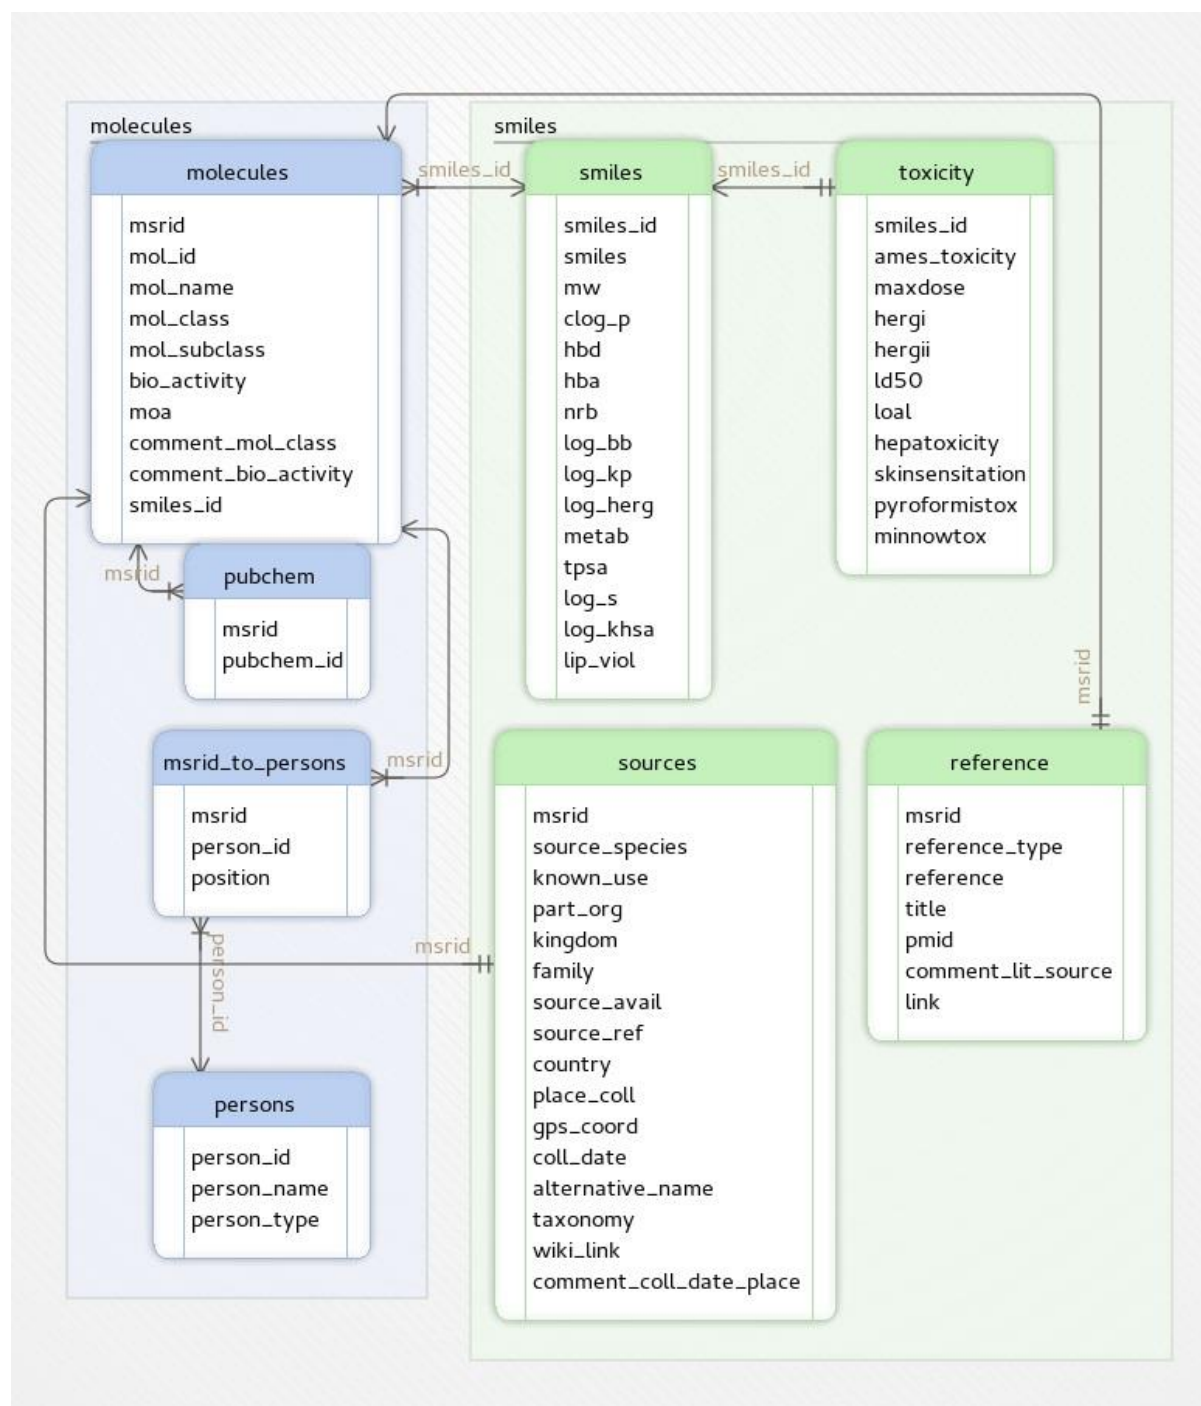 molecules
molecules
msrid
mol_id
mol_name
mol_class
mol_subclass
bio_activity
moa
comment_mol_class
comment_bio_activity
smiles_id
msrid
pubchem
msrid
pubchem_id
msrid_to_persons
msrid
msrid
person_id
position
person_id
persons
person_id
person_name
person_type
smiles
smiles_id
smiles
smiles_id
smiles
mw
clog_p
hbd
hba
nrb
log_bb
log_kp
log_herg
metab
tpsa
log_s
log_khsa
lip_viol
smiles_id
toxicity
smiles_id
ames_toxicity
maxdose
hergi
hergii
ld50
loal
hepatoxicity
skinsensitation
pyroformistox
minnowtox
msrid
msrid
sources
msrid
source_species
known_use
part_org
kingdom
family
source_avail
source_ref
country
place_coll
gps_coord
coll_date
alternative_name
taxonomy
wiki_link
comment_coll_date_place
reference
msrid
reference_type
reference
title
pmid
comment_lit_source
link